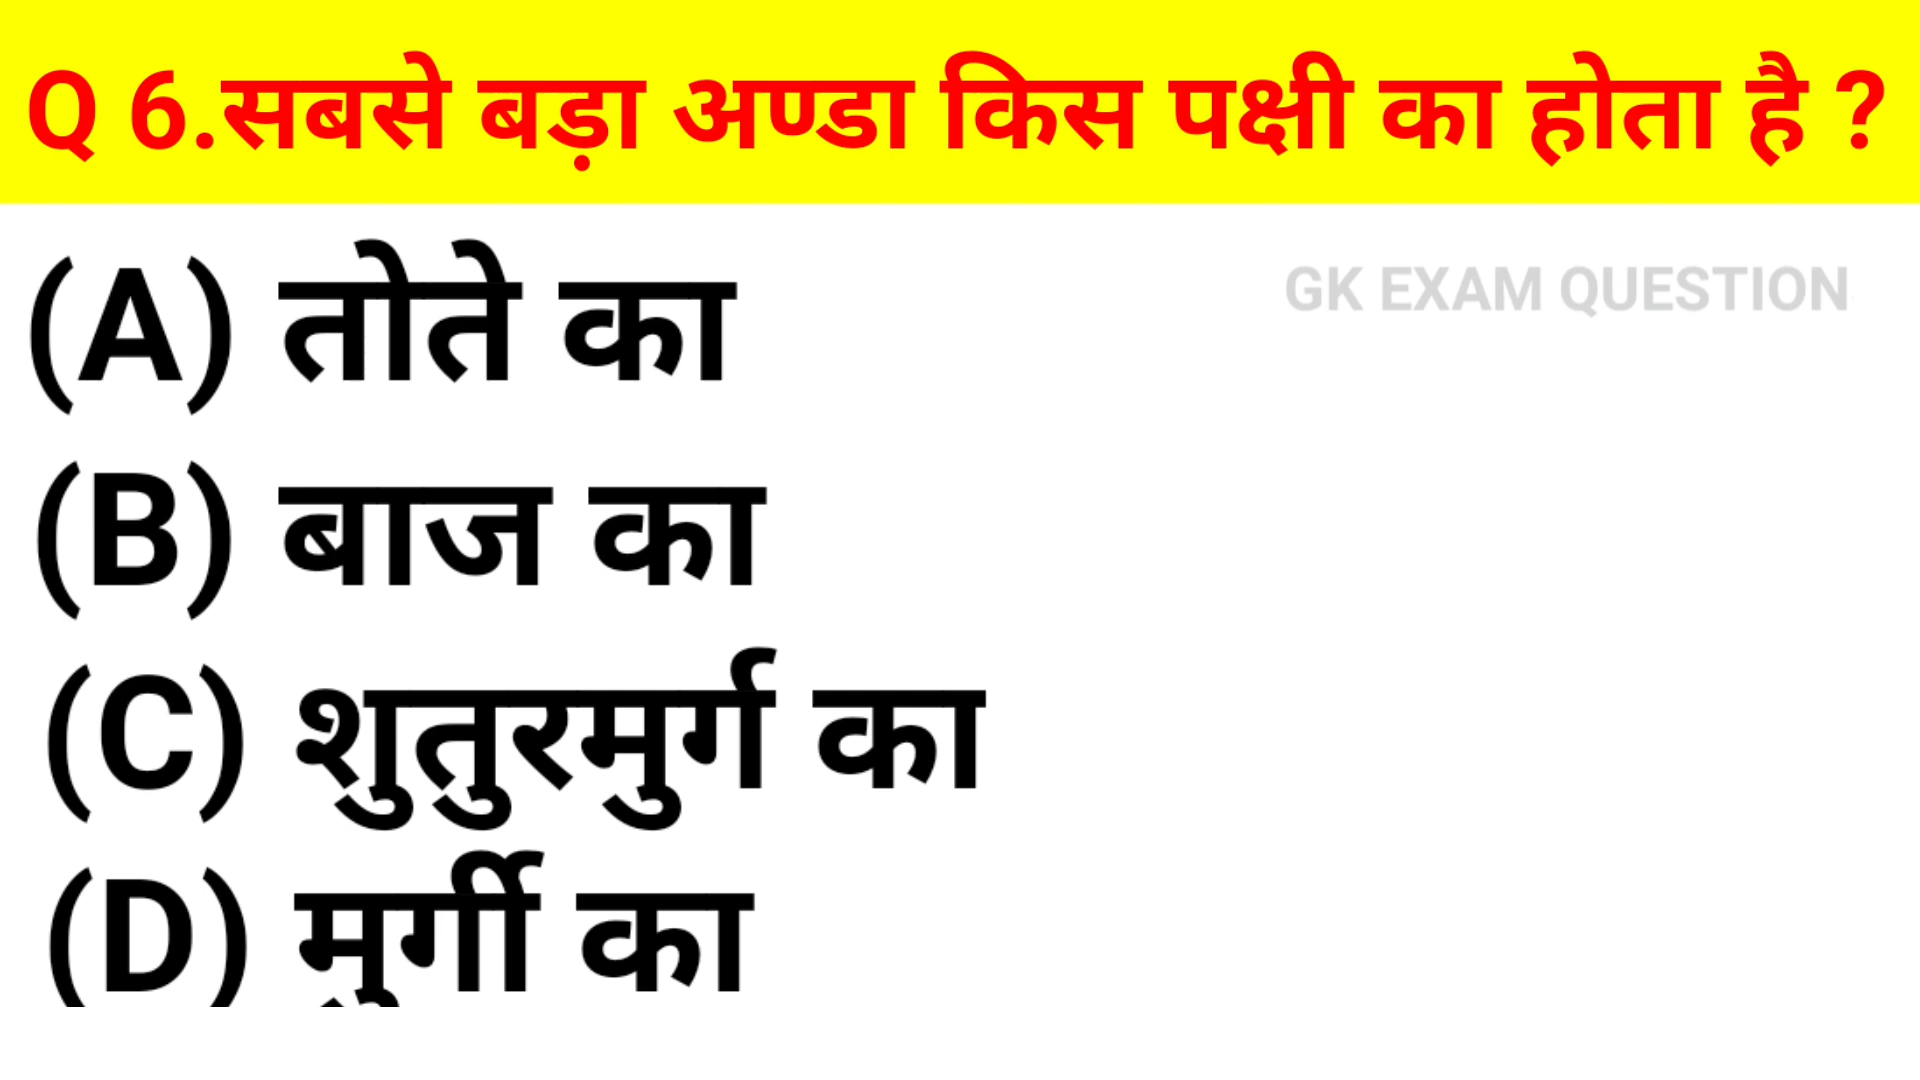 Q 6.सबसे बड़ा अण्डा किस पक्षी का होता है ?
(A) तोते का
GK EXAM QUESTION
(B) बाज का
(C) शुतुरमुर्ग का
(D) मुर्गी का